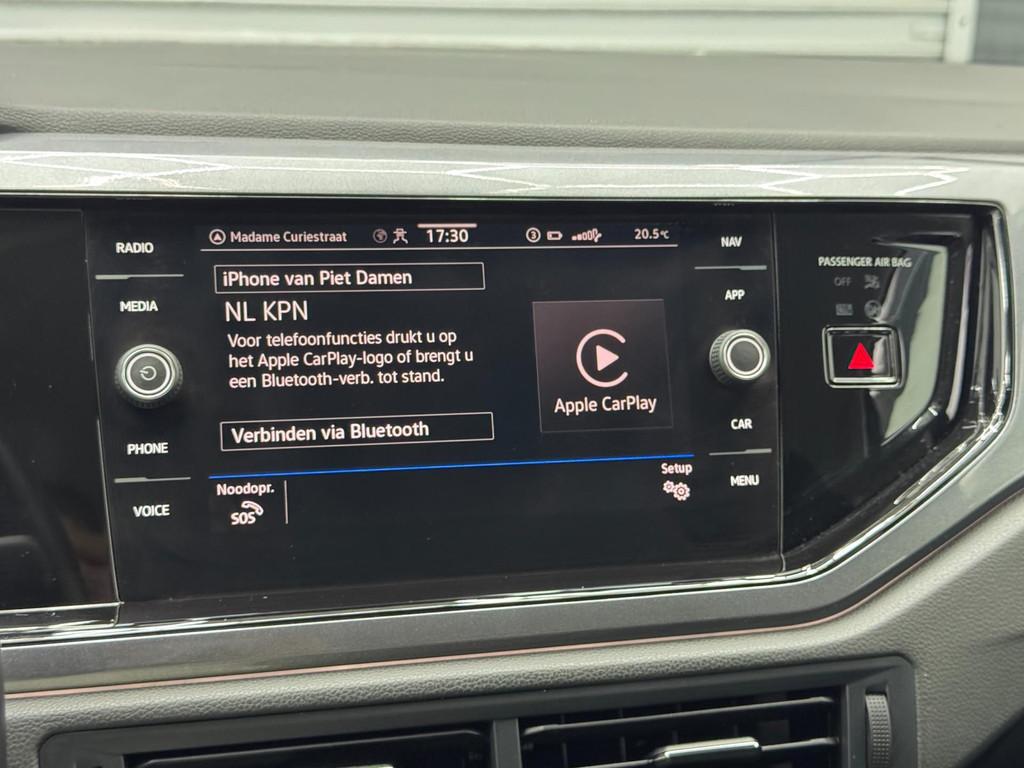 RADIO
MEDIA
PHONE
VOICE
Madame Curiestraat
17:30
3
20.5°C
iPhone van Piet Damen
NL KPN
Voor telefoonfuncties drukt u op
het Apple CarPlay-logo of brengt u
een Bluetooth-verb. tot stand.
Apple CarPlay
Verbinden via Bluetooth
Noodopr.
SOS
Setup
NAV
APP
CAR
MENU
PASSENGER AIR BAG
OFF